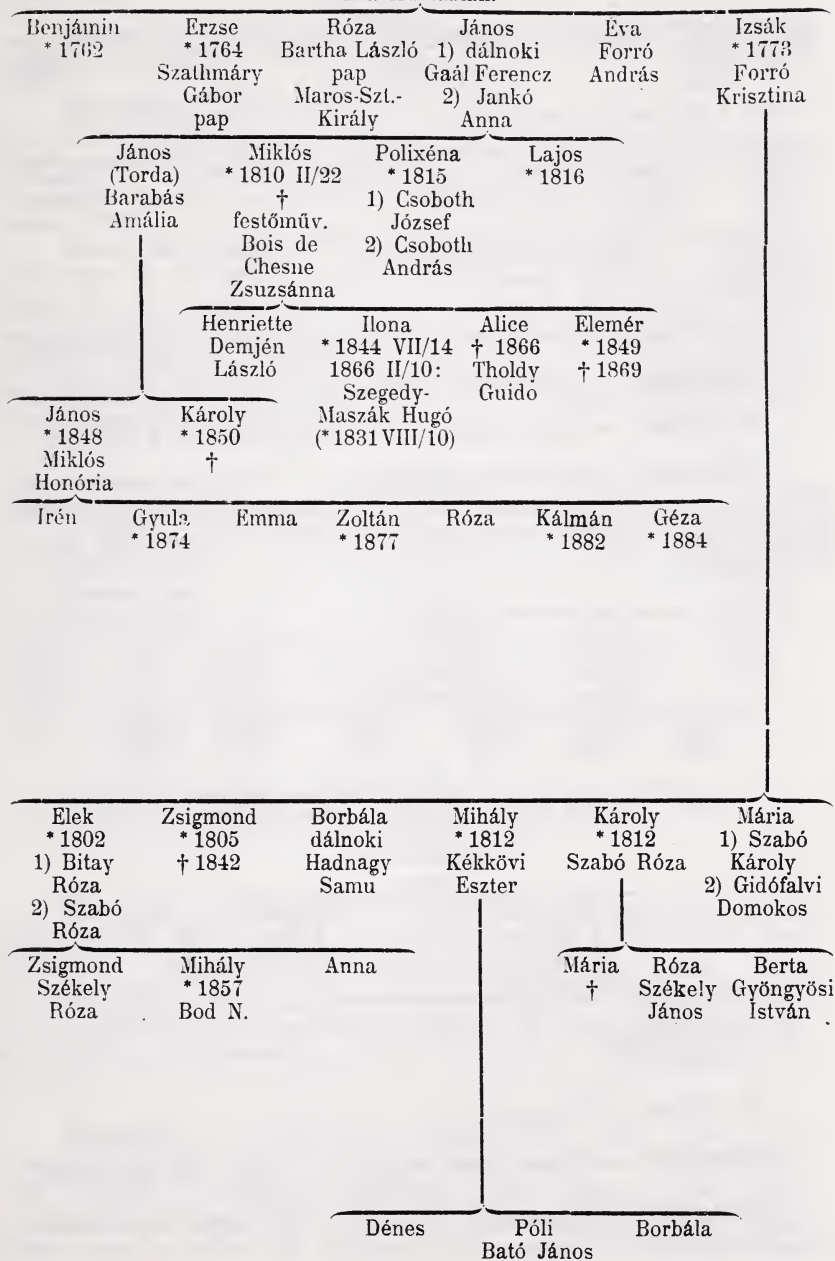 Benjámin Erzse Róza János Éva Izsák
* 1762 * 1764 Bartha László 1) dálnoki Forró * 1773
Szathmáry pap Gaál Ferencz András Forró
Gábor Maros-Szt.- 2) Jankó Krisztina
pap Király Anna
János Miklós Polixéna Lajos
(Torda) * 1810 II/22 * 1815 * 1816
Barabás † 1) Csoboth
Amália festőműv. József
Bois de 2) Csoboth
Chesne András
Zsuzsánna
Henriette Ilona Alice Elemér
Demjén * 1844 VII/14 † 1866 * 1849
László 1866 II/10: Tholdy † 1869
Szegedy- Guido
János Károly Maszák Hugó
* 1848 * 1850 (* 1831 VIII/10)
Miklós †
Honória
Irén Gyula Emma Zoltán Róza Kálmán Géza
* 1874 * 1877 * 1882 * 1884
Elek Zsigmond Borbála Mihály Károly Mária
* 1802 * 1805 dálnoki * 1812 * 1812 1) Szabó
1) Bitay † 1842 Hadnagy Kékkövi Szabó Róza Károly
Róza Samu Eszter 2) Gidófalvi
2) Szabó Domokos
Róza
Zsigmond Mihály Anna Mária Róza Berta
Székely * 1857 † Székely Gyöngyösi
Róza Bod N. János István
Dénes Póli Borbála
Bató János